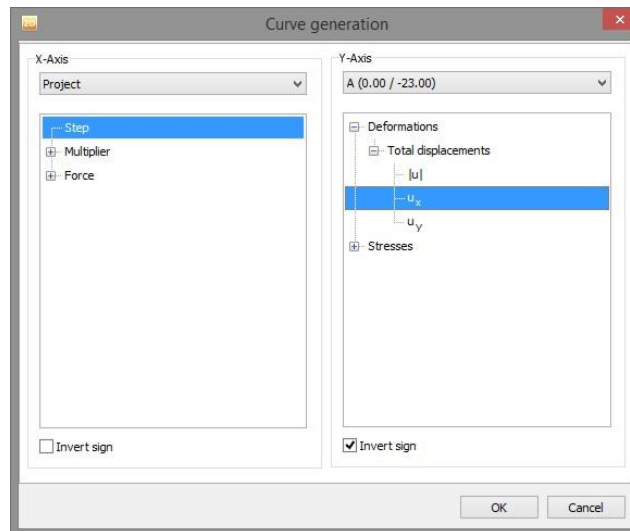 Curve generation
X-Axis
Project
Step
Multiplier
Force
Invert sign
Y-Axis
A (0.00 / -23.00)
Deformations
Total displacements
|u|
uₓ
u_y
Stresses
Invert sign
OK
Cancel